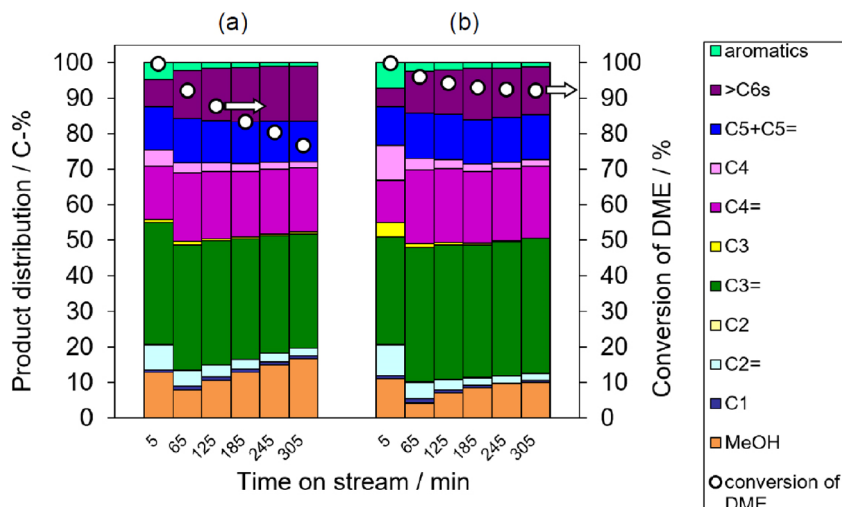 (a) (b)
Product distribution / C-%
100
90
80
70
60
50
40
30
20
10
0
5 65 125 185 245 305
5 65 125 185 245 305
Time on stream / min
100
90
80
70
60
50
40
30
20
10
0
Conversion of DME / %
aromatics
>C6s
C5+C5=
C4
C4=
C3
C3=
C2
C2=
C1
MeOH
conversion of
DME